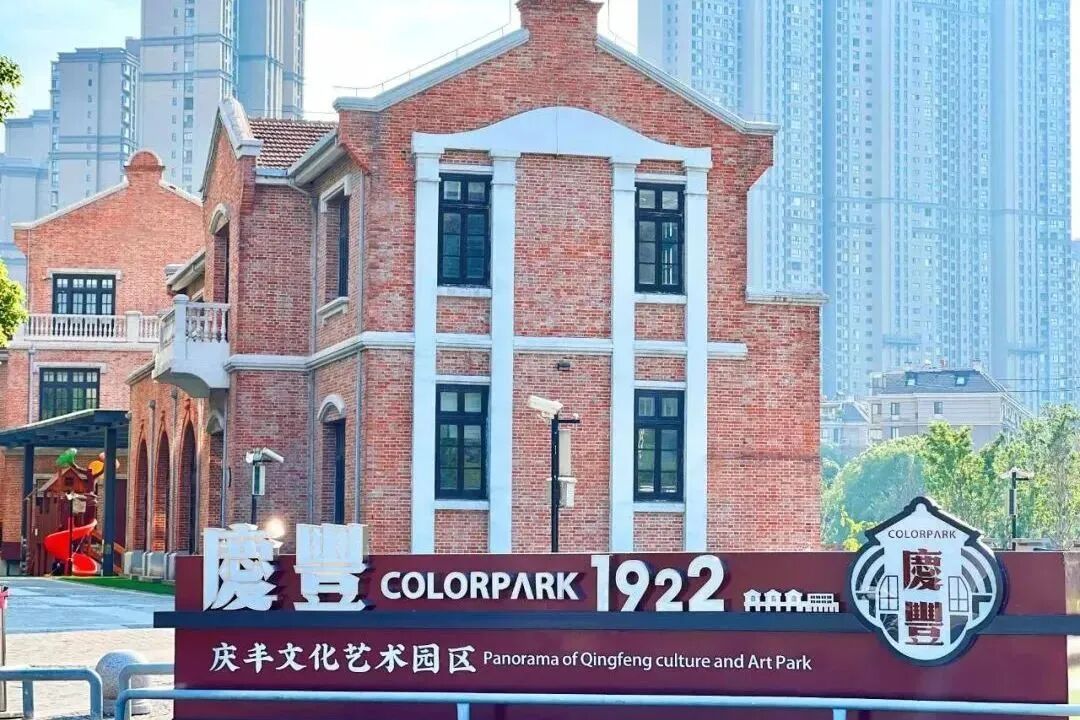 慶豐 COLORPARK 1922
庆丰文化艺术园区 Panorama of Qingfeng culture and Art Park
COLORPARK
慶豐